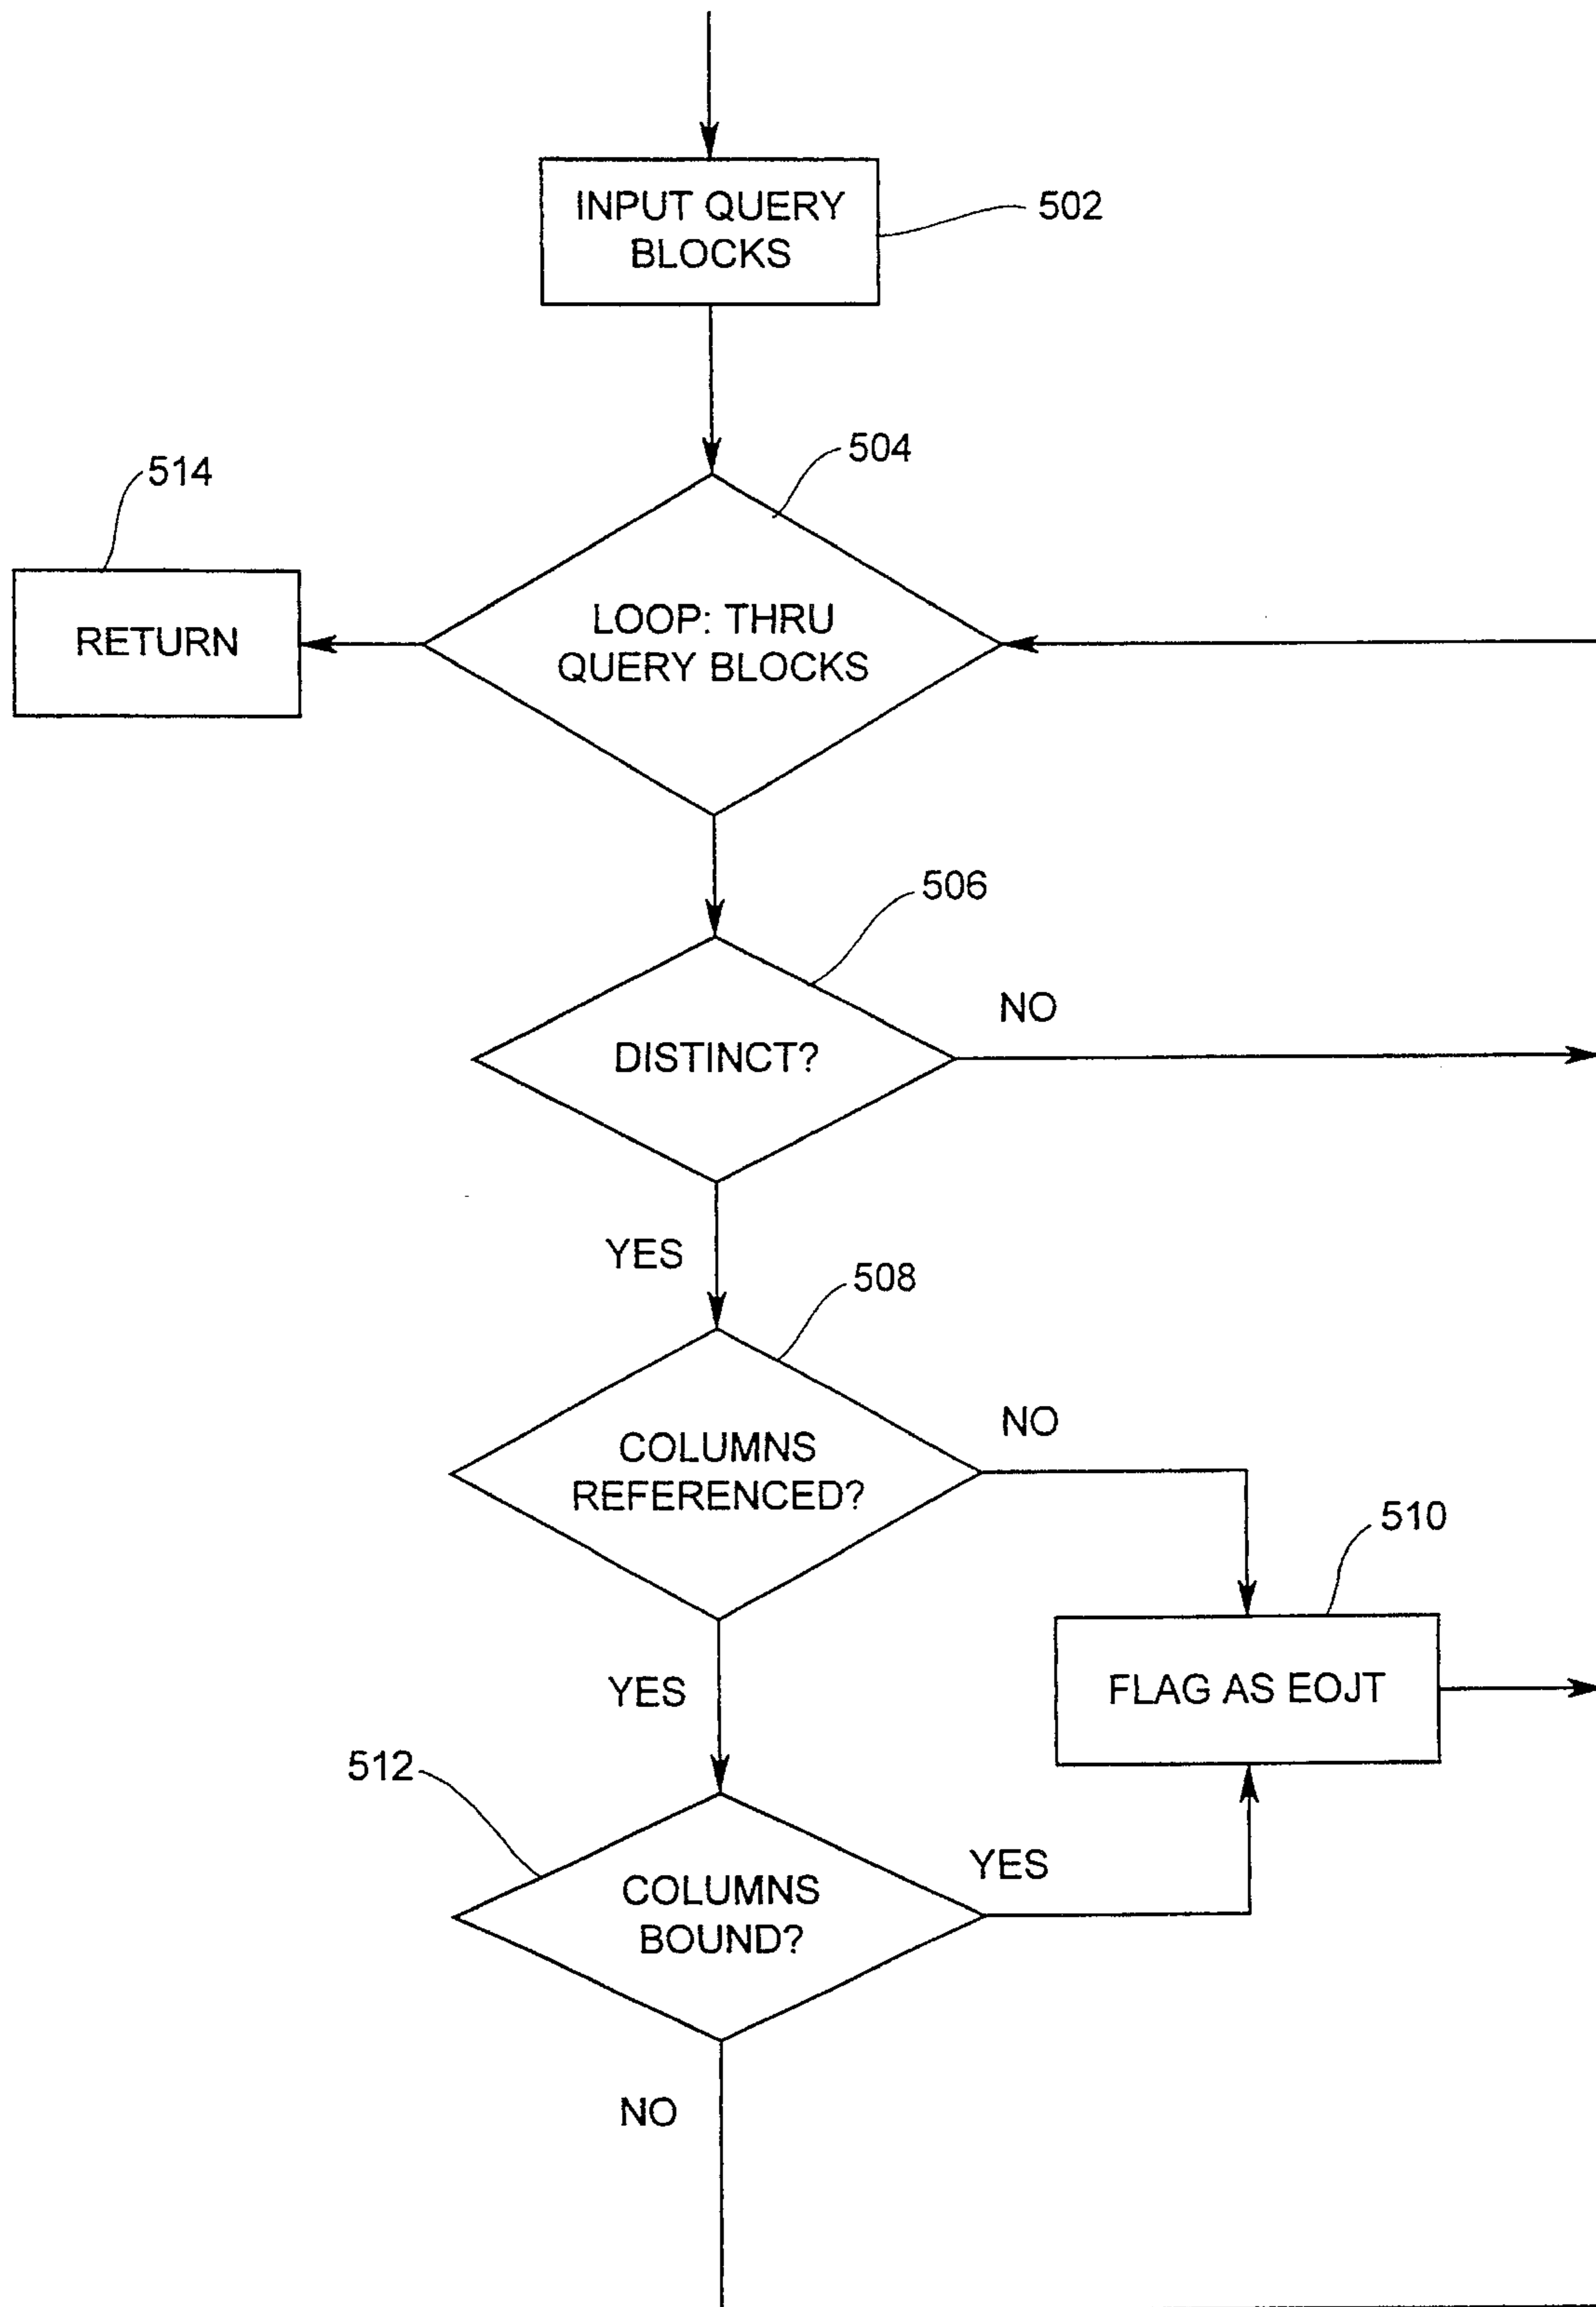 INPUT QUERY
BLOCKS
502
504
514
RETURN
LOOP: THRU
QUERY BLOCKS
506
NO
DISTINCT?
YES
508
NO
COLUMNS
REFERENCED?
510
YES
FLAG AS EOJT
512
YES
COLUMNS
BOUND?
NO